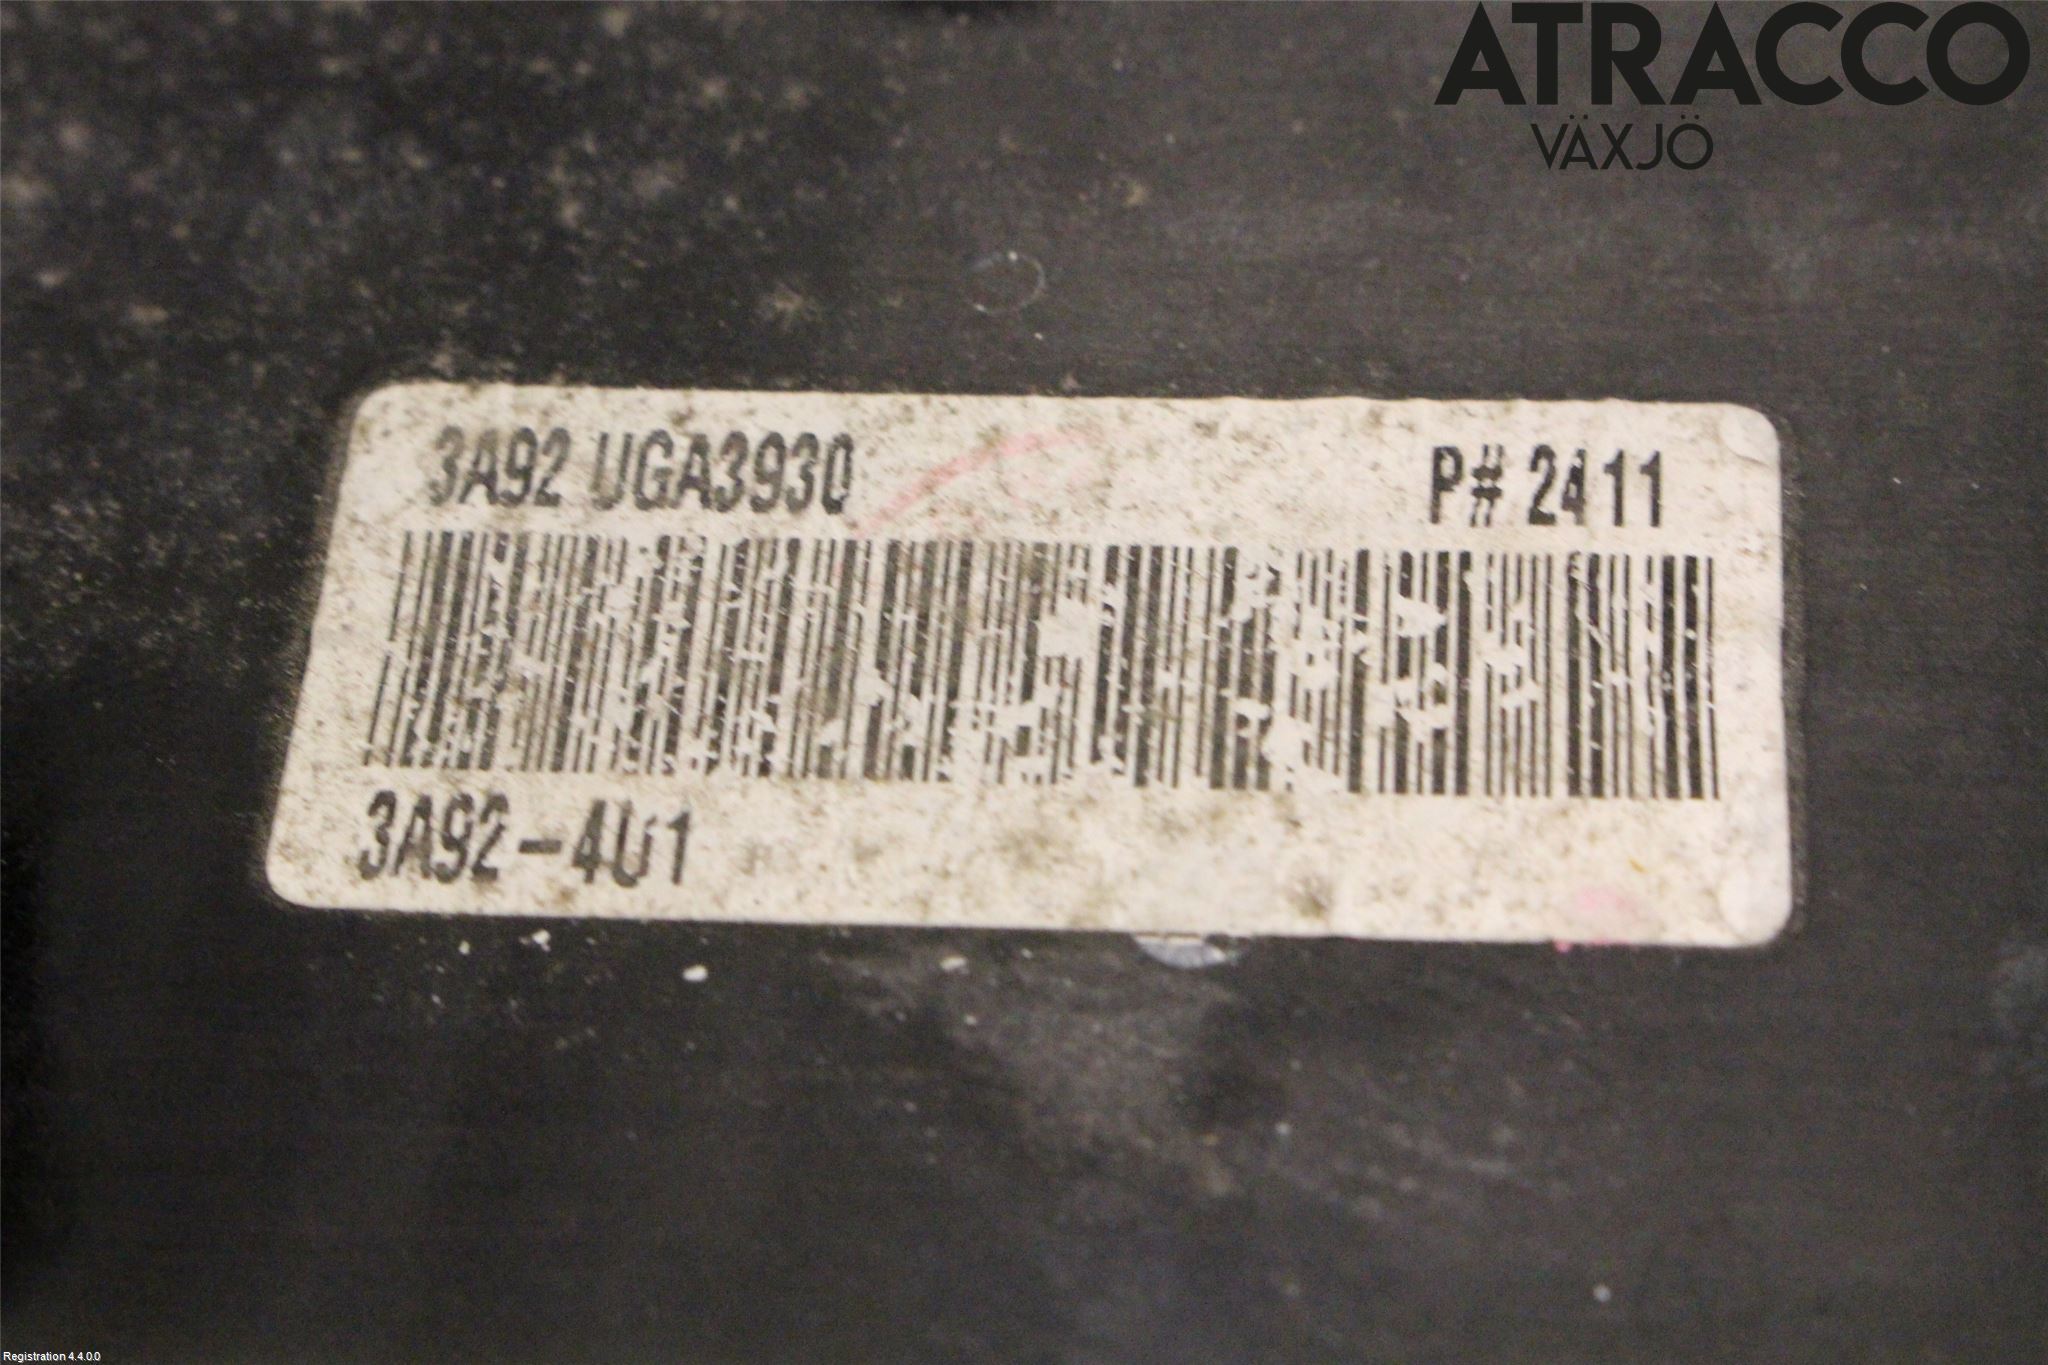 ATRACCO
VÄXJÖ
3A92 UGA3930 P# 2411
3A92-4U1
Registration 4.4.0.0